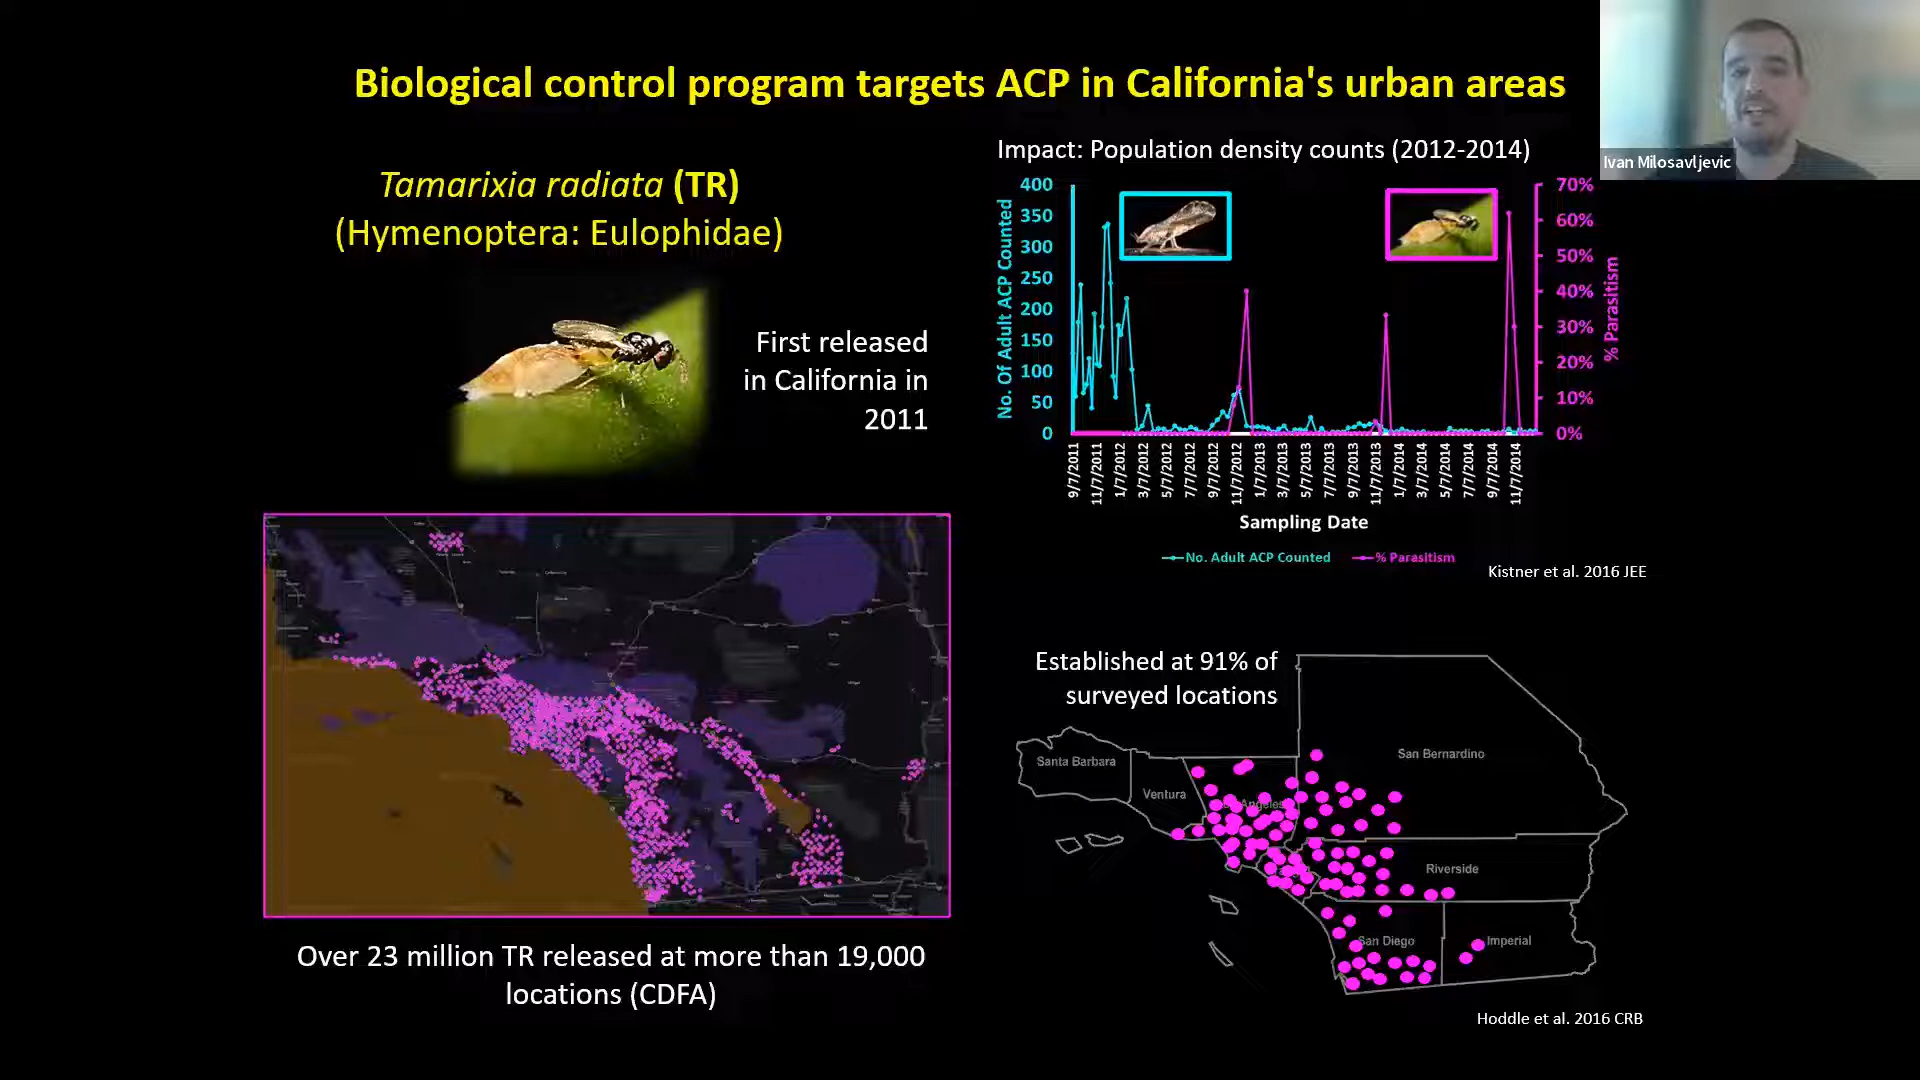 Biological control program targets ACP in California's urban areas
Ivan Milosavljevic
Tamarixia radiata (TR)
(Hymenoptera: Eulophidae)
First released
in California in
2011
Over 23 million TR released at more than 19,000
locations (CDFA)
Impact: Population density counts (2012-2014)
No. Of Adult ACP Counted
400
350
300
250
200
150
100
50
0
70%
60%
50%
40%
30%
20%
10%
0%
% Parasitism
9/7/2011
11/7/2011
1/7/2012
3/7/2012
5/7/2012
7/7/2012
9/7/2012
11/7/2012
1/7/2013
3/7/2013
5/7/2013
7/7/2013
9/7/2013
11/7/2013
1/7/2014
3/7/2014
5/7/2014
7/7/2014
9/7/2014
11/7/2014
Sampling Date
No. Adult ACP Counted
% Parasitism
Kistner et al. 2016 JEE
Established at 91% of
surveyed locations
Santa Barbara
Ventura
San Bernardino
Riverside
San Diego
Imperial
Hoddle et al. 2016 CRB